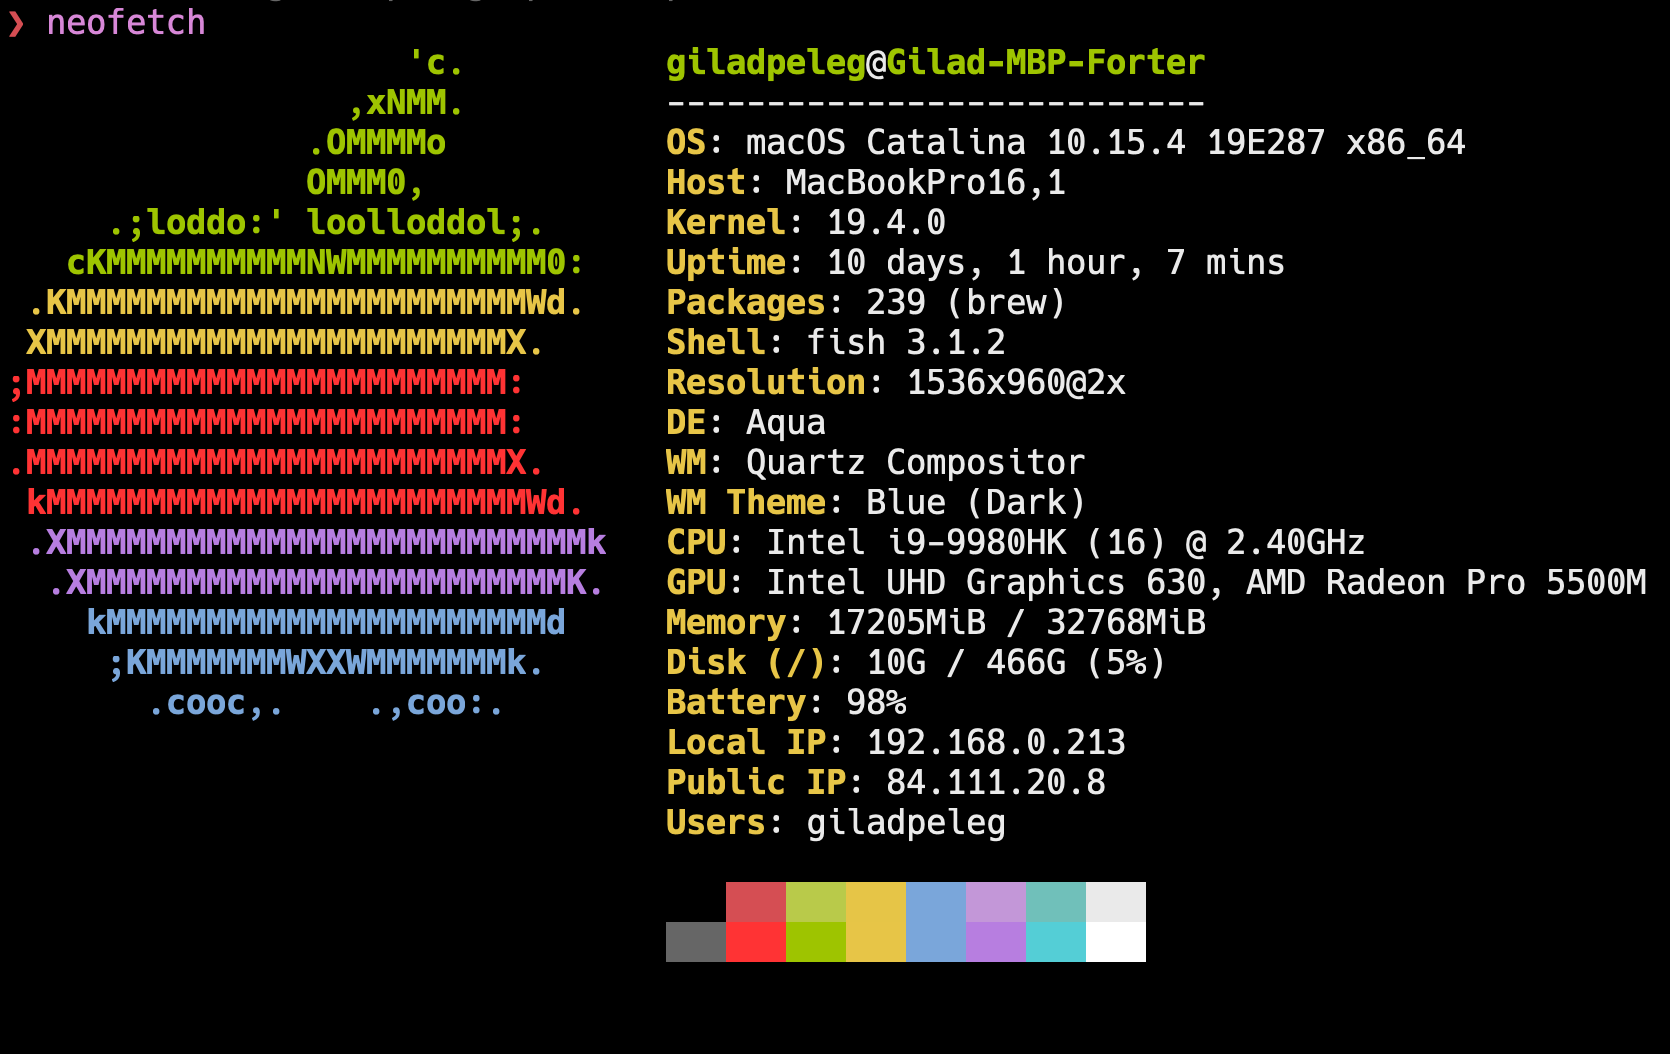 ❯ neofetch
'c.
,xNMM.
.OMMMMo
OMMM0,
.;loddo:' loolloddol;.
cKMMMMMMMMMMNWMMMMMMMMMM0:
.KMMMMMMMMMMMMMMMMMMMMMMMWd.
XMMMMMMMMMMMMMMMMMMMMMMMX.
;MMMMMMMMMMMMMMMMMMMMMMMM:
:MMMMMMMMMMMMMMMMMMMMMMMM:
.MMMMMMMMMMMMMMMMMMMMMMMMX.
kMMMMMMMMMMMMMMMMMMMMMMMMWd.
.XMMMMMMMMMMMMMMMMMMMMMMMMMMk
.XMMMMMMMMMMMMMMMMMMMMMMMMK.
kMMMMMMMMMMMMMMMMMMMMMMd
;KMMMMMMMWXXWMMMMMMMk.
.cooc,.    .,coo:.
giladpeleg@Gilad-MBP-Forter
---------------------------
OS: macOS Catalina 10.15.4 19E287 x86_64
Host: MacBookPro16,1
Kernel: 19.4.0
Uptime: 10 days, 1 hour, 7 mins
Packages: 239 (brew)
Shell: fish 3.1.2
Resolution: 1536x960@2x
DE: Aqua
WM: Quartz Compositor
WM Theme: Blue (Dark)
CPU: Intel i9-9980HK (16) @ 2.40GHz
GPU: Intel UHD Graphics 630, AMD Radeon Pro 5500M
Memory: 17205MiB / 32768MiB
Disk (/): 10G / 466G (5%)
Battery: 98%
Local IP: 192.168.0.213
Public IP: 84.111.20.8
Users: giladpeleg